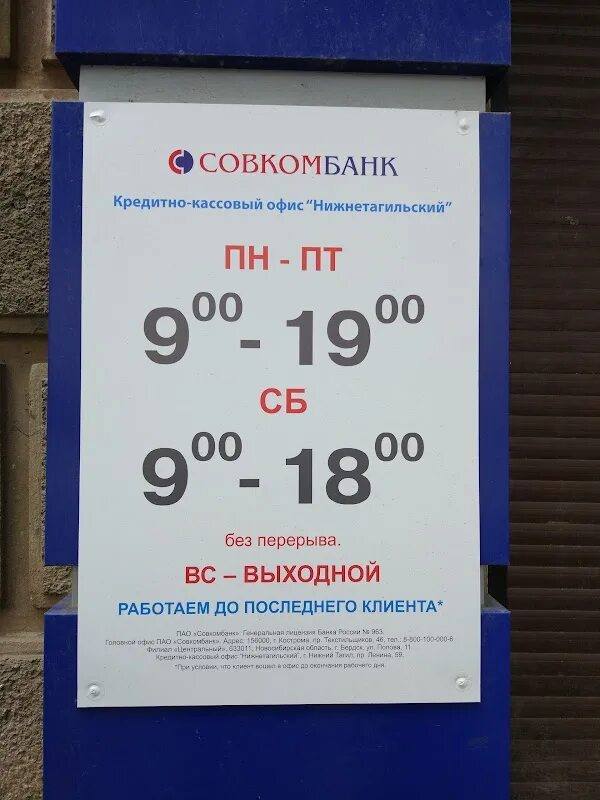 СОВКОМБАНК
Кредитно-кассовый офис "Нижнетагильский"
ПН - ПТ
9⁰⁰ - 19⁰⁰
СБ
9⁰⁰ - 18⁰⁰
без перерыва.
ВС – ВЫХОДНОЙ
РАБОТАЕМ ДО ПОСЛЕДНЕГО КЛИЕНТА*
ПАО «Совкомбанк». Генеральная лицензия Банка России № 963.
Головной офис ПАО «Совкомбанк». Адрес: 156000, г. Кострома, пр. Текстильщиков, 46, тел.: 8-800-100-000-6
Филиал «Центральный», 633011, Новосибирская область, г. Бердск, ул. Попова, 11
Кредитно-кассовый офис "Нижнетагильский", г. Нижний Тагил, пр. Ленина, 59.
*При условии, что клиент вошел в офис до окончания рабочего дня.